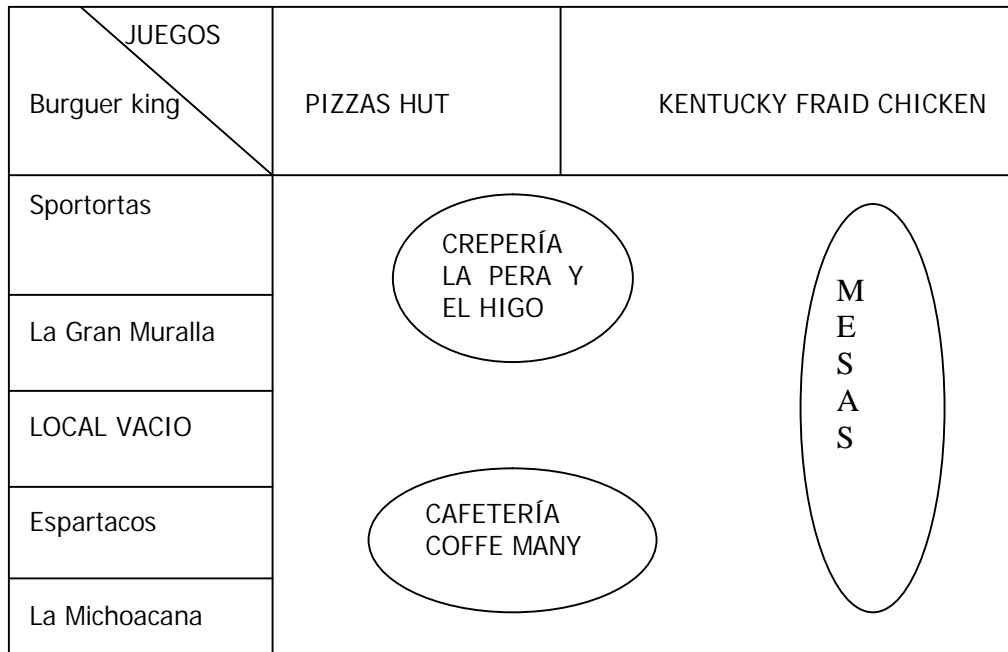 JUEGOS
Burguer king
PIZZAS HUT
KENTUCKY FRAID CHICKEN
Sportortas
CREPERÍA
LA PERA Y
EL HIGO
M
E
S
A
S
La Gran Muralla
LOCAL VACIO
Espartacos
CAFETERÍA
COFFE MANY
La Michoacana